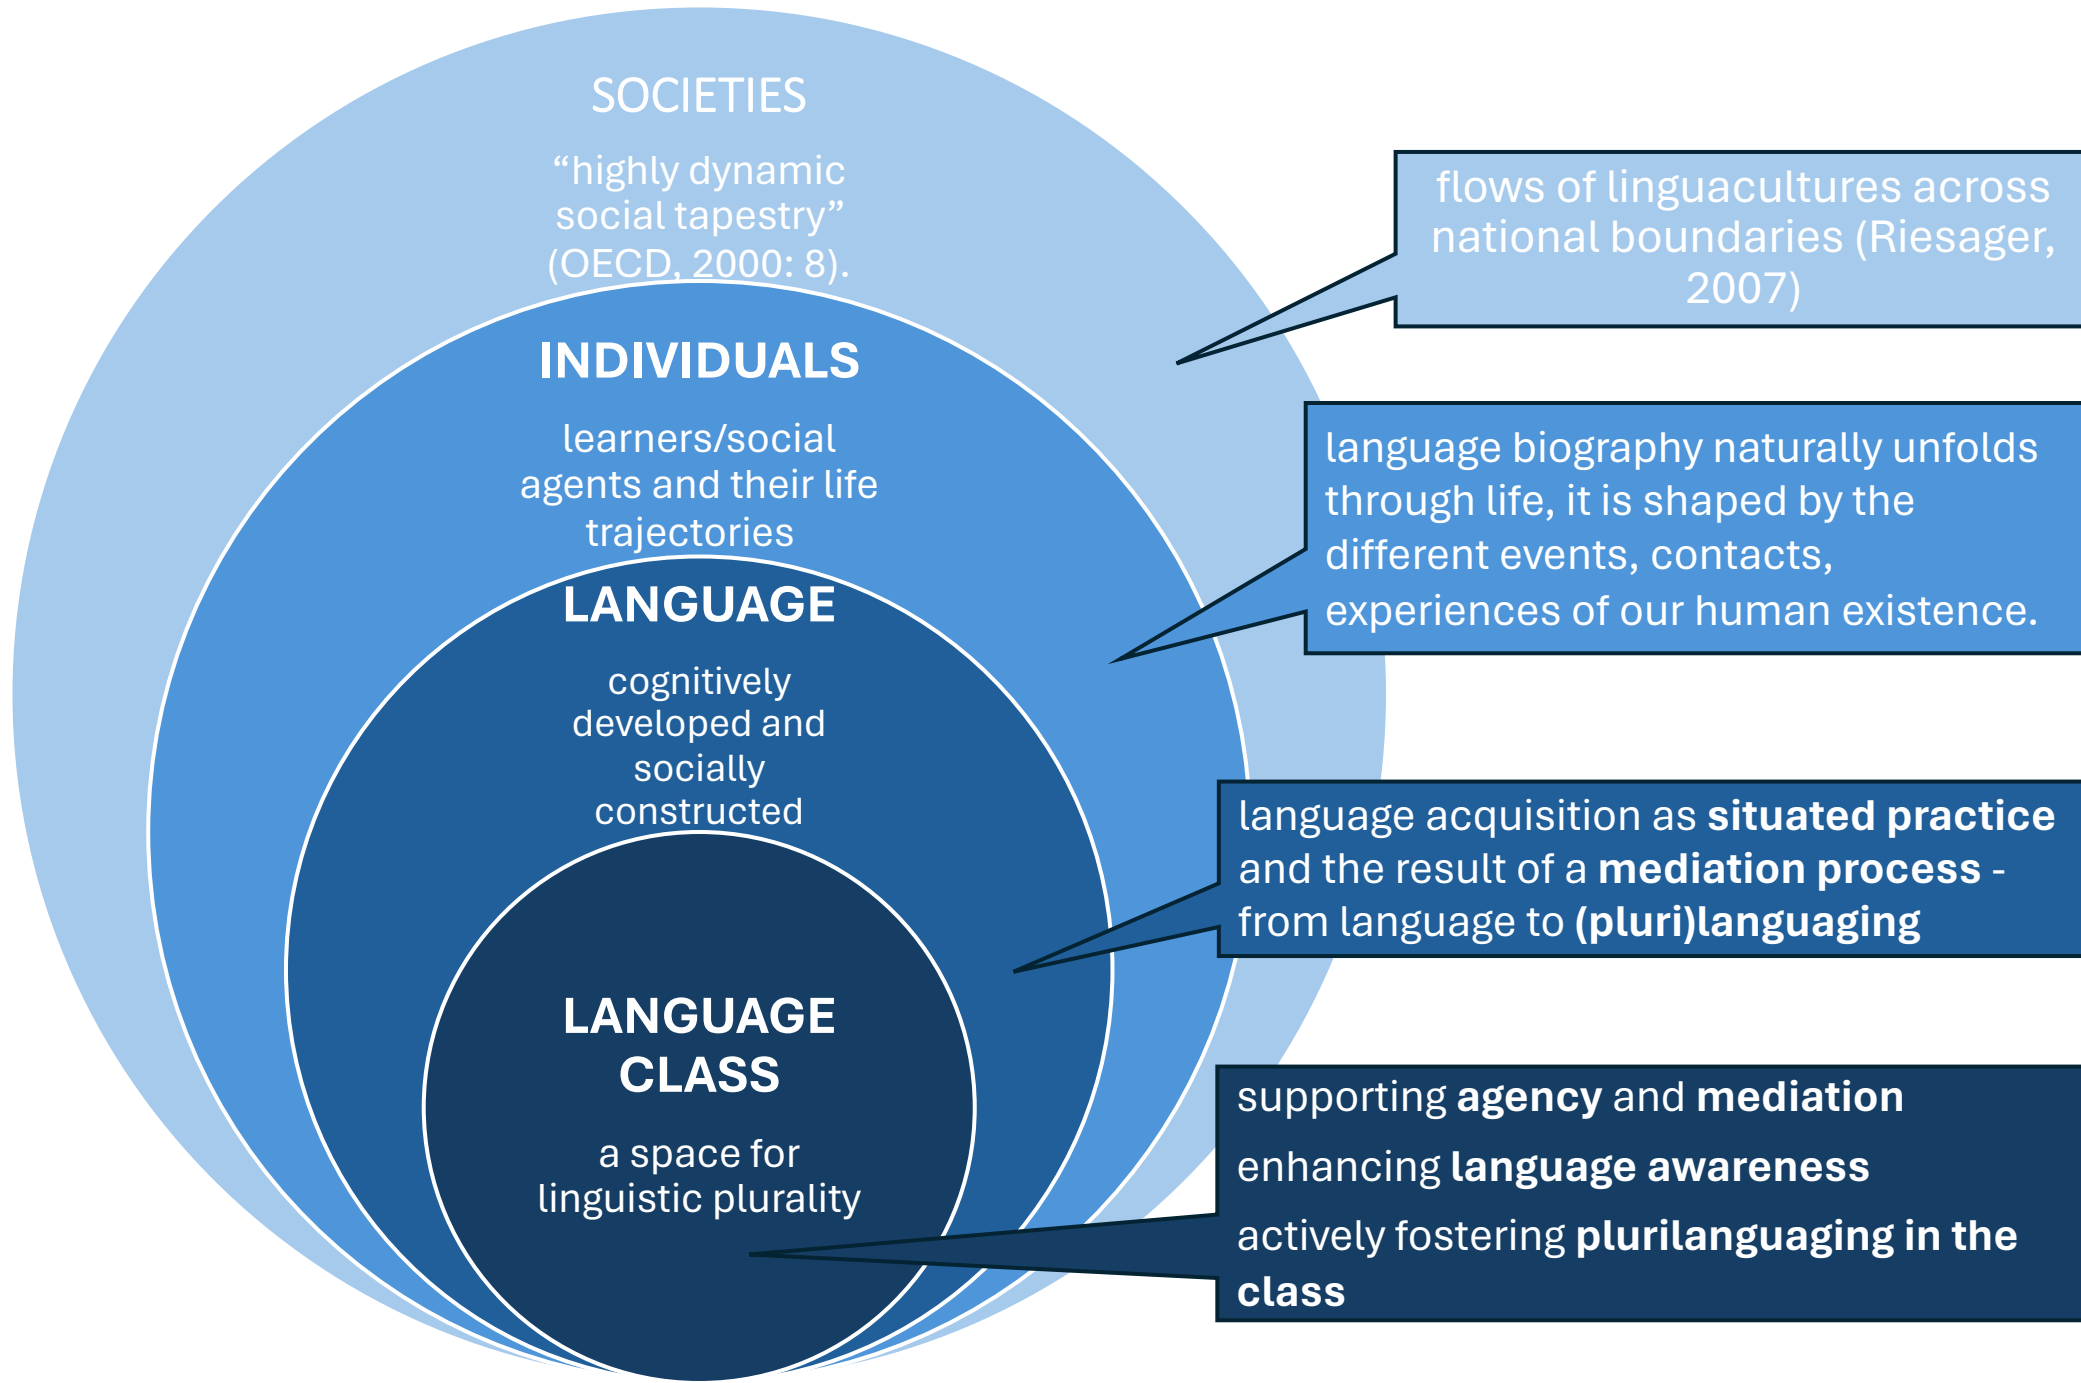 SOCIETIES
“highly dynamic
social tapestry”
(OECD, 2000: 8).
INDIVIDUALS
learners/social
agents and their life
trajectories
LANGUAGE
cognitively
developed and
socially
constructed
LANGUAGE
CLASS
a space for
linguistic plurality
flows of linguacultures across
national boundaries (Riesager,
2007)
language biography naturally unfolds
through life, it is shaped by the
different events, contacts,
experiences of our human existence.
language acquisition as situated practice
and the result of a mediation process -
from language to (pluri)languaging
supporting agency and mediation
enhancing language awareness
actively fostering plurilanguaging in the
class